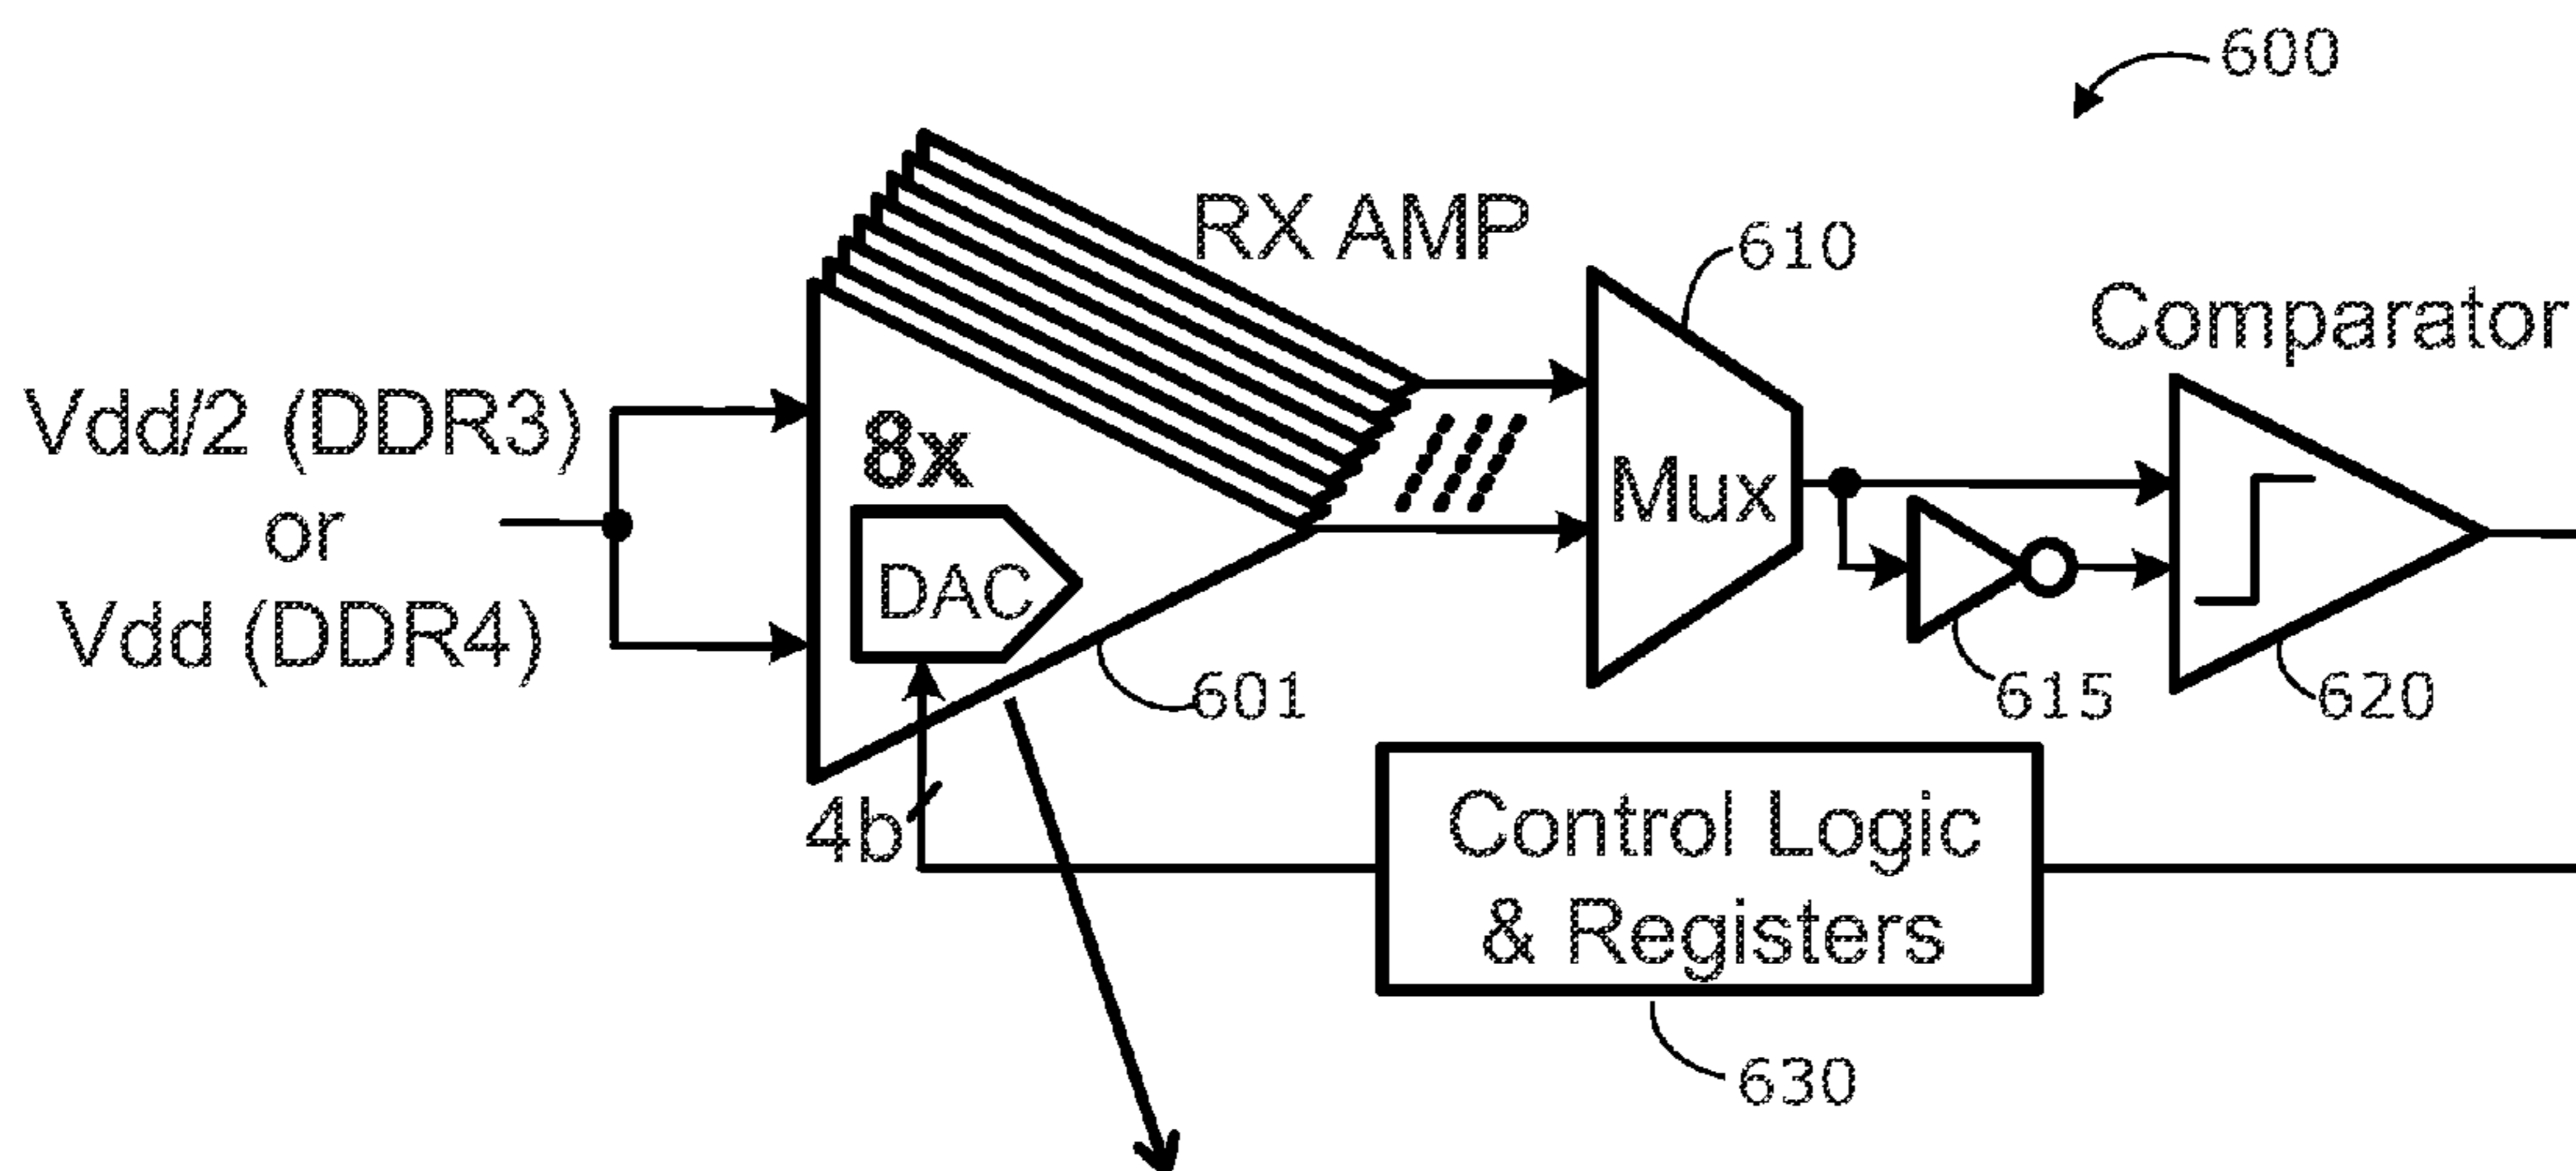 600
RX AMP
610
Comparator
Vdd/2 (DDR3)
or
Vdd (DDR4)
8x
DAC
Mux
601
615
620
4b
Control Logic
& Registers
630